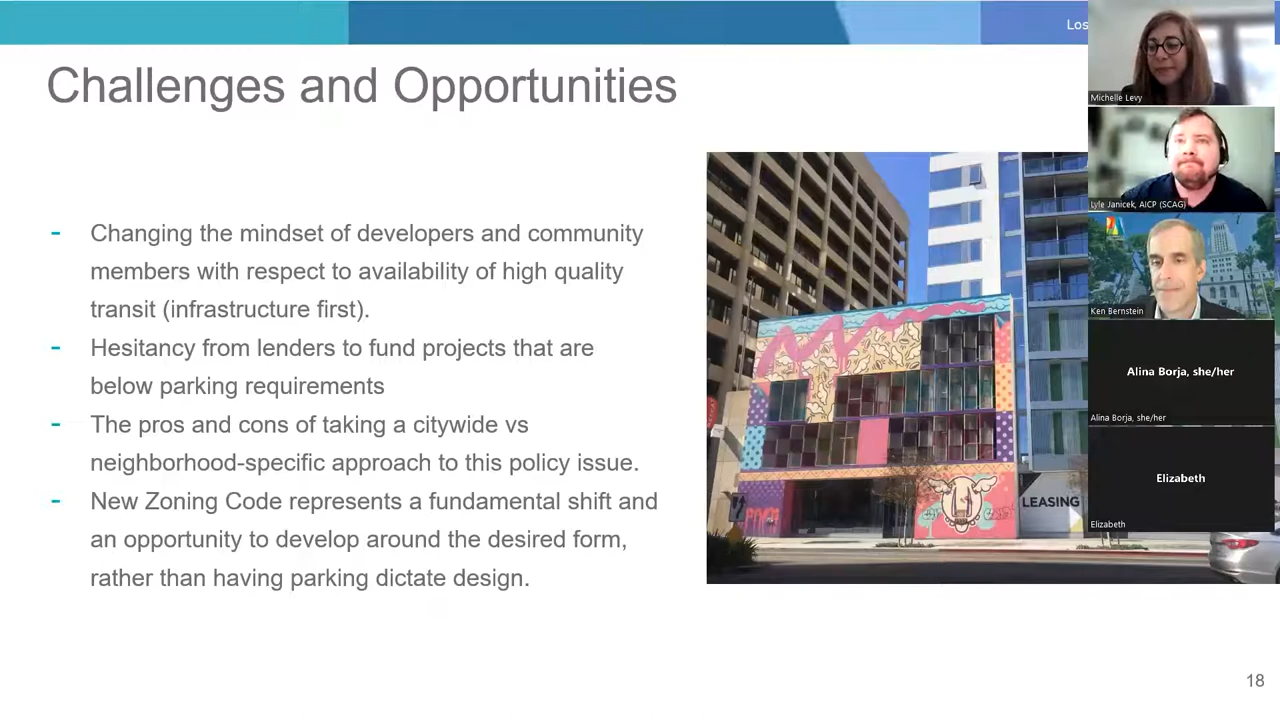 Los
Challenges and Opportunities
- Changing the mindset of developers and community
members with respect to availability of high quality
transit (infrastructure first).
- Hesitancy from lenders to fund projects that are
below parking requirements
- The pros and cons of taking a citywide vs
neighborhood-specific approach to this policy issue.
- New Zoning Code represents a fundamental shift and
an opportunity to develop around the desired form,
rather than having parking dictate design.
LEASING
Michelle Levy
Lyle Janicek, AICP (SCAG)
Ken Bernstein
Alina Borja, she/her
Alina Borja, she/her
Elizabeth
Elizabeth
18